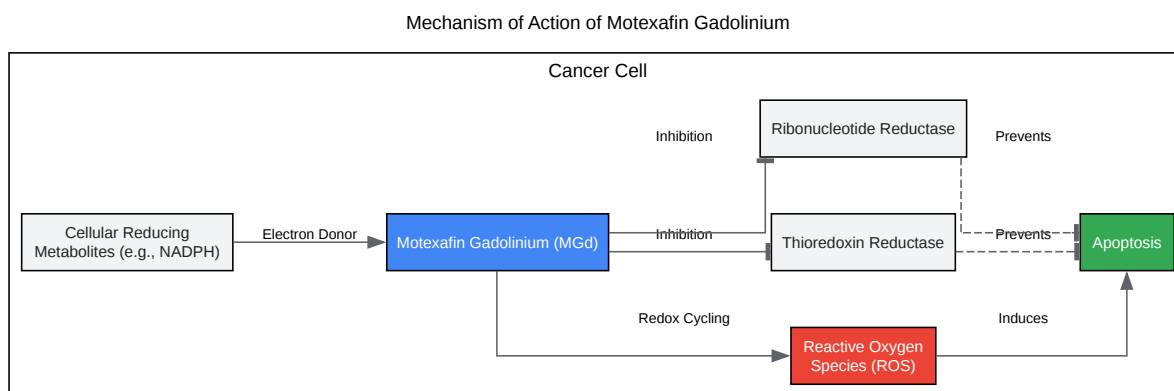 Mechanism of Action of Motexafin Gadolinium
Cancer Cell
Inhibition
Ribonucleotide Reductase
Prevents
Cellular Reducing
Metabolites (e.g., NADPH)
Electron Donor
Motexafin Gadolinium (MGd)
Inhibition
Thioredoxin Reductase
Prevents
Apoptosis
Redox Cycling
Reactive Oxygen
Species (ROS)
Induces